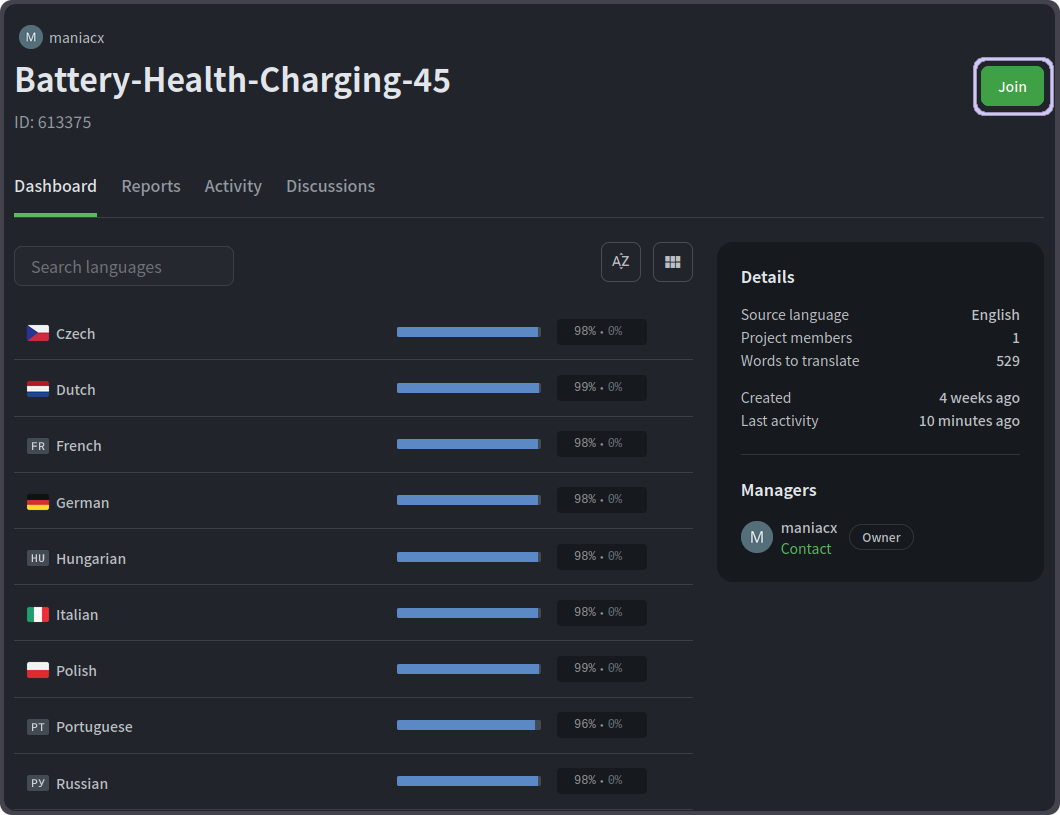 M maniacx
Battery-Health-Charging-45
Join
ID: 613375
Dashboard Reports Activity Discussions
Search languages
AZ
Czech 98% • 0%
Dutch 99% • 0%
FR French 98% • 0%
German 98% • 0%
HU Hungarian 98% • 0%
Italian 98% • 0%
Polish 99% • 0%
PT Portuguese 96% • 0%
РУ Russian 98% • 0%
Details
Source language English
Project members 1
Words to translate 529
Created 4 weeks ago
Last activity 10 minutes ago
Managers
M maniacx Owner
Contact